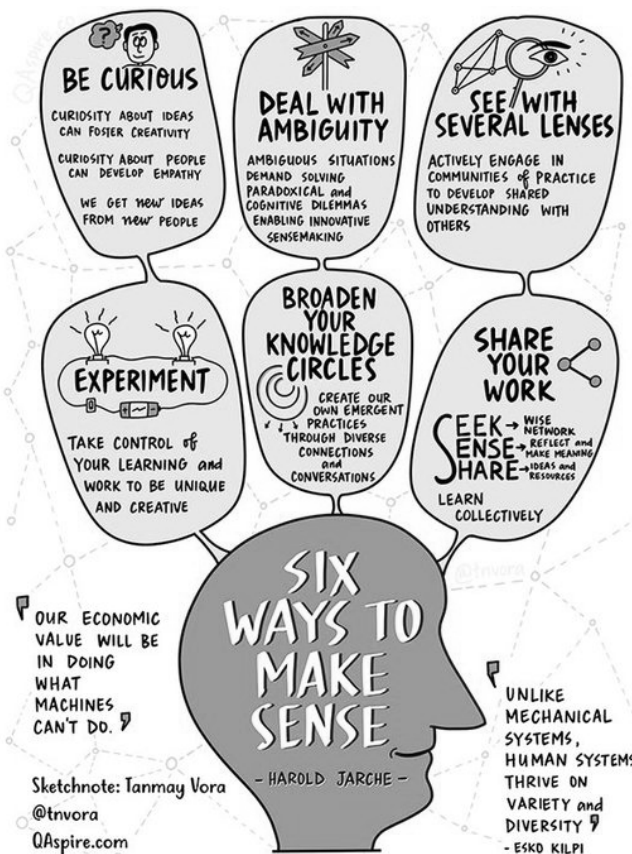 ?
BE CURIOUS
CURIOSITY ABOUT IDEAS
CAN FOSTER CREATIVITY
CURIOSITY ABOUT PEOPLE
CAN DEVELOP EMPATHY
WE GET new IDEAS
FROM new PEOPLE
DEAL WITH
AMBIGUITY
AMBIGUOUS SITUATIONS
DEMAND SOLVING
PARADOXICAL and
COGNITIVE DILEMMAS
ENABLING INNOVATIVE
SENSEMAKING
SEE WITH
SEVERAL LENSES
ACTIVELY ENGAGE IN
COMMUNITIES of PRACTICE
TO DEVELOP SHARED
UNDERSTANDING WITH
OTHERS
EXPERIMENT
TAKE CONTROL of
YOUR LEARNING and
WORK TO BE UNIQUE
AND CREATIVE
BROADEN
YOUR
KNOWLEDGE
CIRCLES
CREATE OUR
OWN EMERGENT
PRACTICES
THROUGH DIVERSE
CONNECTIONS
and
CONVERSATIONS
SHARE
YOUR
WORK
SEEK → WISE NETWORK
SENSE → REFLECT and MAKE MEANING
SHARE → IDEAS and RESOURCES
LEARN
COLLECTIVELY
@tnvora
SIX
WAYS TO
MAKE
SENSE
- HAROLD JARCHE -
OUR ECONOMIC
VALUE WILL BE
IN DOING
WHAT
MACHINES
CAN'T DO.
UNLIKE
MECHANICAL
SYSTEMS,
HUMAN SYSTEMS
THRIVE ON
VARIETY and
DIVERSITY
- ESKO KILPI
Sketchnote: Tanmay Vora
@tnvora
QAspire.com